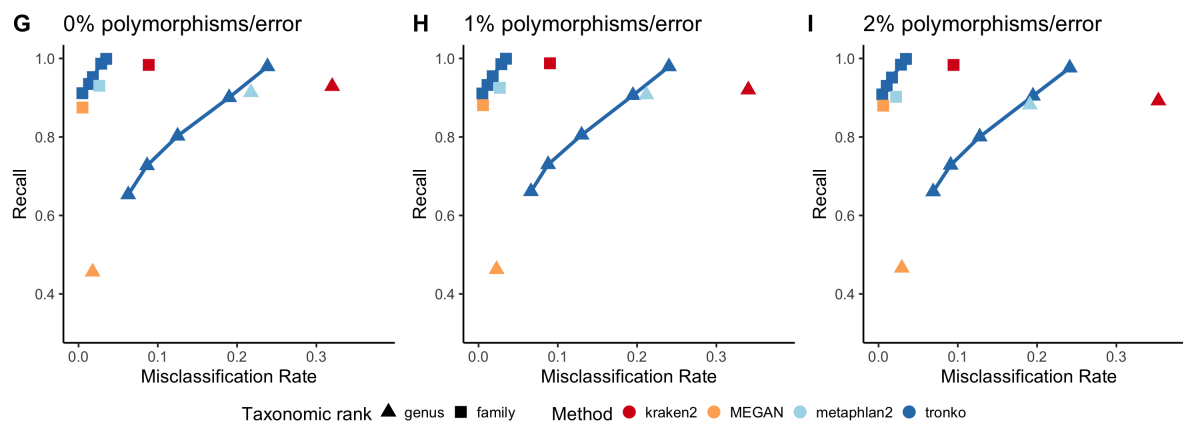 G 0% polymorphisms/error
H 1% polymorphisms/error
I 2% polymorphisms/error
Recall
1.0
0.8
0.6
0.4
0.0 0.1 0.2 0.3
Misclassification Rate
Recall
1.0
0.8
0.6
0.4
0.0 0.1 0.2 0.3
Misclassification Rate
Recall
1.0
0.8
0.6
0.4
0.0 0.1 0.2 0.3
Misclassification Rate
Taxonomic rank genus family Method kraken2 MEGAN metaphlan2 tronko